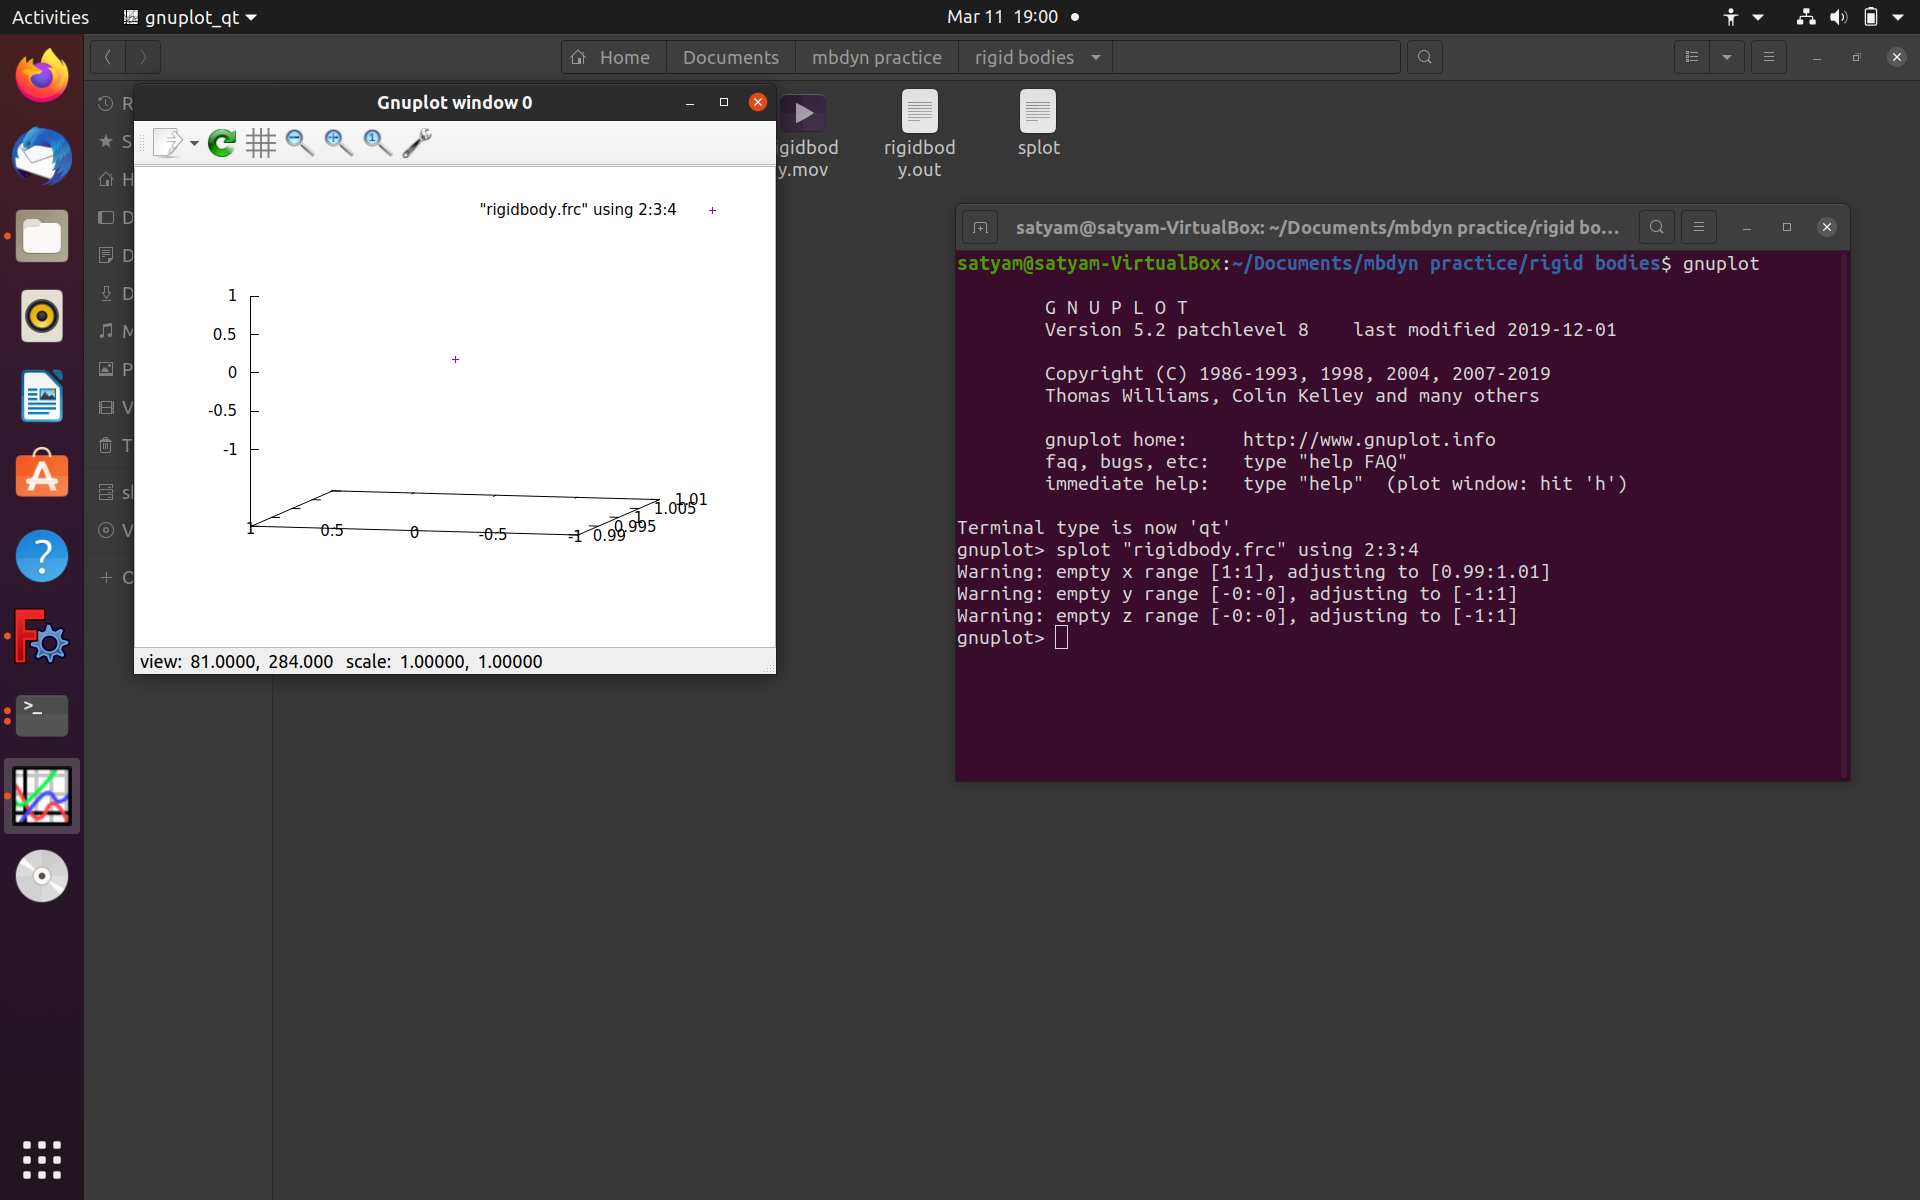 Activities
gnuplot_qt
Mar 11 19:00
Home
Documents
mbdyn practice
rigid bodies
R
S
H
D
D
D
M
P
V
T
V
Gnuplot window 0
"rigidbody.frc" using 2:3:4
1
0.5
0
-0.5
-1
1
0.5
0
-0.5
-1
0.99
0.995
1
1.005
1.01
view: 81.0000, 284.000 scale: 1.00000, 1.00000
gidbod
y.mov
rigidbod
y.out
splot
satyam@satyam-VirtualBox: ~/Documents/mbdyn practice/rigid bo...
satyam@satyam-VirtualBox:~/Documents/mbdyn practice/rigid bodies$ gnuplot
G N U P L O T
Version 5.2 patchlevel 8 last modified 2019-12-01
Copyright (C) 1986-1993, 1998, 2004, 2007-2019
Thomas Williams, Colin Kelley and many others
gnuplot home: http://www.gnuplot.info
faq, bugs, etc: type "help FAQ"
immediate help: type "help" (plot window: hit 'h')
Terminal type is now 'qt'
gnuplot> splot "rigidbody.frc" using 2:3:4
Warning: empty x range [1:1], adjusting to [0.99:1.01]
Warning: empty y range [-0:-0], adjusting to [-1:1]
Warning: empty z range [-0:-0], adjusting to [-1:1]
gnuplot>